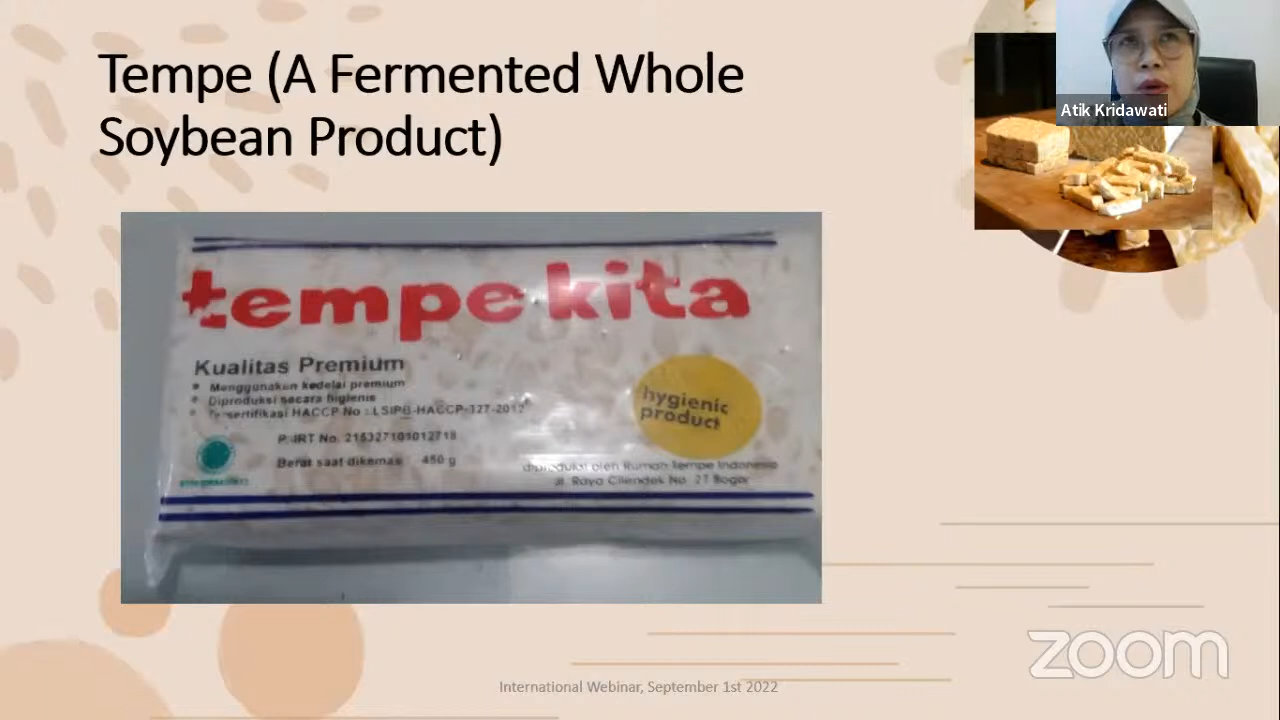 Tempe (A Fermented Whole
Soybean Product)
Atik Kridawati
tempe kita
Kualitas Premium
Menggunakan kedelai premium
Diproduksi secara higienis
Tersertifikasi HACCP No : LSIPB-HACCP-127-2012
P-IRT No. 215327101012718
Berat saat dikemas : 450 g
hygienic
product
diproduksi oleh Rumah Tempe Indonesia
Jl. Raya Cilendek No. 27 Bogor
zoom
International Webinar, September 1st 2022